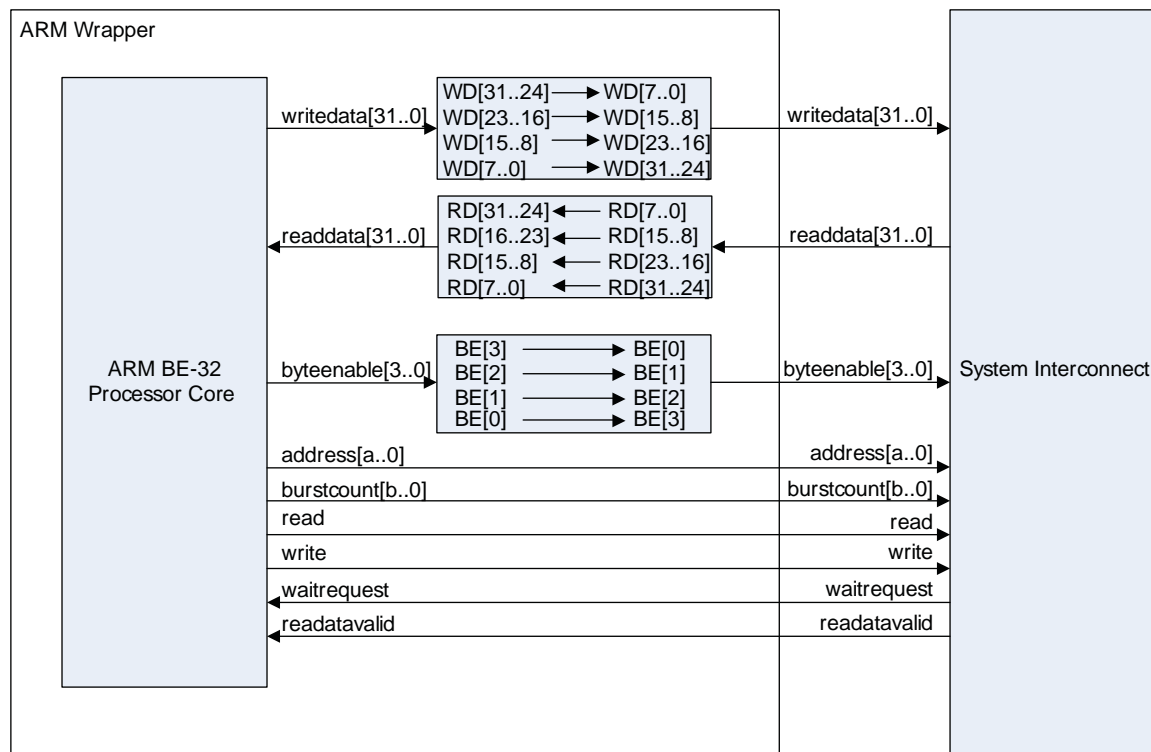 ARM Wrapper
ARM BE-32
Processor Core
writedata[31..0]
WD[31..24] WD[7..0]
WD[23..16] WD[15..8]
WD[15..8] WD[23..16]
WD[7..0] WD[31..24]
writedata[31..0]
readdata[31..0]
RD[31..24] RD[7..0]
RD[16..23] RD[15..8]
RD[15..8] RD[23..16]
RD[7..0] RD[31..24]
readdata[31..0]
byteenable[3..0]
BE[3] BE[0]
BE[2] BE[1]
BE[1] BE[2]
BE[0] BE[3]
byteenable[3..0]
address[a..0] address[a..0]
burstcount[b..0] burstcount[b..0]
read read
write write
waitrequest waitrequest
readatavalid readatavalid
System Interconnect